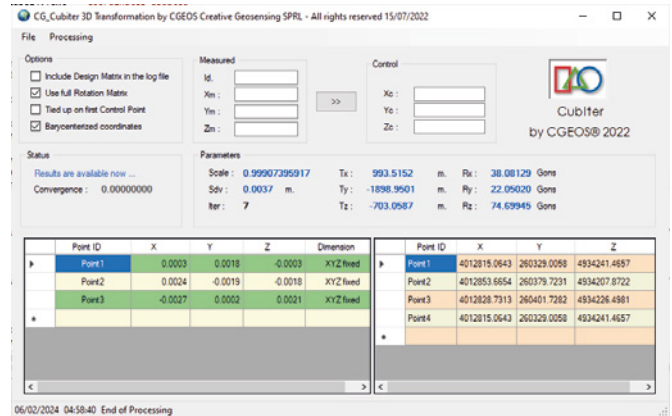 CG_Cubiter 3D Transformation by CGEOS Creative Geosensing SPRL - All rights reserved 15/07/2022
File Processing
Options
Include Design Matrix in the log file
Use full Rotation Matrix
Tied up on first Control Point
Barycenterized coordinates
Measured
Id.
Xm :
Ym :
Zm :
>>
Control
Xc :
Yc :
Zc :
CubIter
by CGEOS® 2022
Status
Results are available now ...
Convergence : 0.00000000
Parameters
Scale : 0.99907395917 Tx : 993.5152 m. Rx : 38.08129 Gons
Sdv : 0.0037 m. Ty : -1898.9501 m. Ry : 22.05020 Gons
Iter : 7 Tz : -703.0587 m. Rz : 74.69945 Gons
Point ID X Y Z Dimension
Point1 0.0003 0.0018 -0.0003 XYZ fixed
Point2 0.0024 -0.0019 -0.0018 XYZ fixed
Point3 -0.0027 0.0002 0.0021 XYZ fixed
Point ID X Y Z
Point1 4012815.0643 260329.0058 4934241.4657
Point2 4012853.6654 260379.7231 4934207.8722
Point3 4012828.7313 260401.7282 4934226.4981
Point4 4012815.0643 260329.0058 4934241.4657
06/02/2024 04:58:40 End of Processing